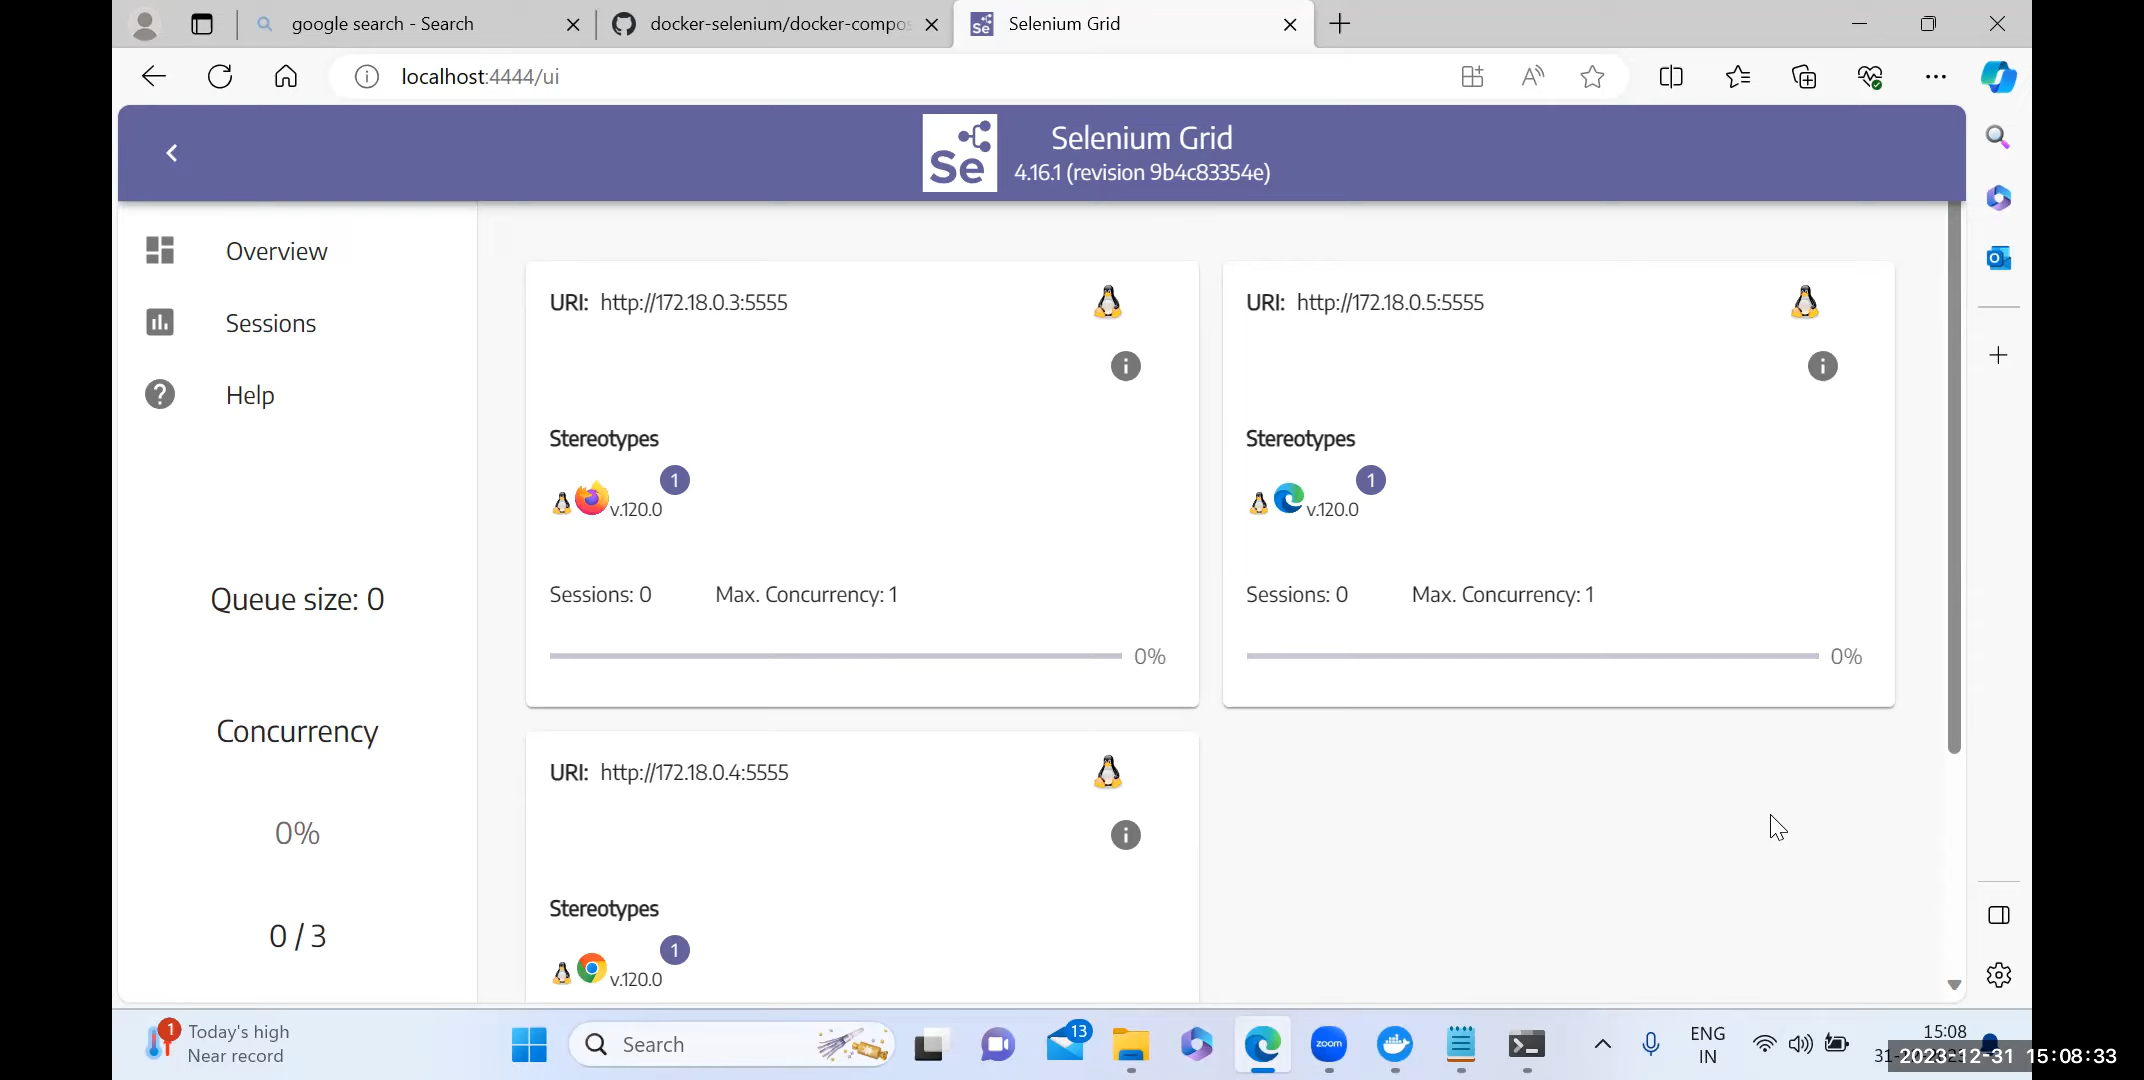 google search - Search
docker-selenium/docker-compos
Selenium Grid
localhost:4444/ui
Se
Selenium Grid
4.16.1 (revision 9b4c83354e)
Overview
Sessions
Help
Queue size: 0
Concurrency
0%
0 / 3
URI: http://172.18.0.3:5555
Stereotypes
1
v.120.0
Sessions: 0 Max. Concurrency: 1
0%
URI: http://172.18.0.5:5555
Stereotypes
1
v.120.0
Sessions: 0 Max. Concurrency: 1
0%
URI: http://172.18.0.4:5555
Stereotypes
1
v.120.0
1
Today's high
Near record
Search
13
zoom
ENG
IN
15:08
2023-12-31 15:08:33